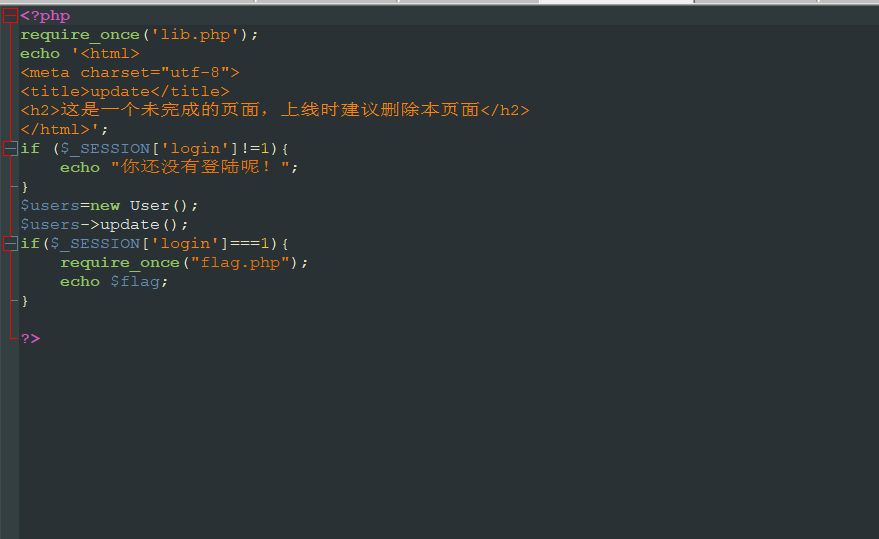 <?php
require_once('lib.php');
echo '<html>
<meta charset="utf-8">
<title>update</title>
<h2>这是一个未完成的页面，上线时建议删除本页面</h2>
</html>';
if ($_SESSION['login']!=1){
    echo "你还没有登陆呢！";
}
$users=new User();
$users->update();
if($_SESSION['login']===1){
    require_once("flag.php");
    echo $flag;
}
?>